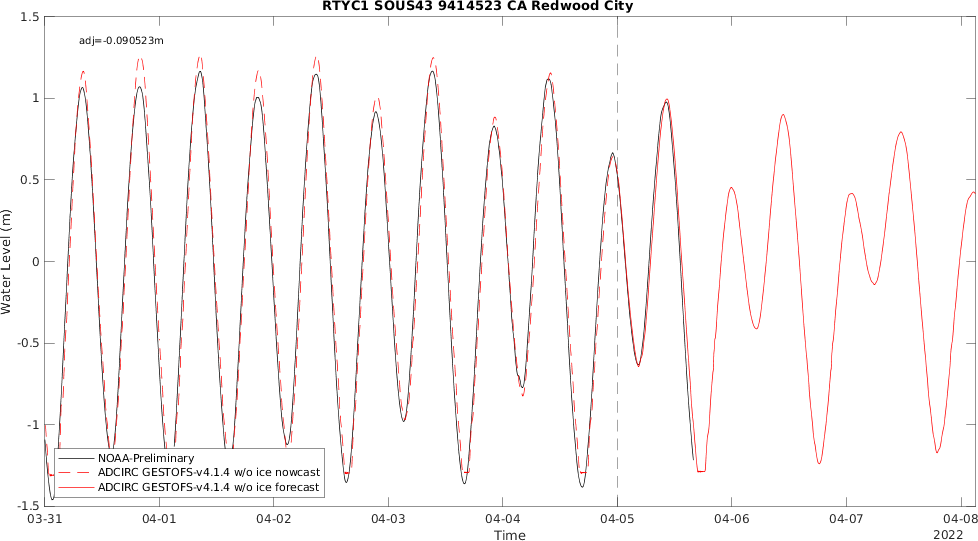 RTYC1 SOUS43 9414523 CA Redwood City
adj=-0.090523m
1.5
1
0.5
0
-0.5
-1
-1.5
Water Level (m)
NOAA-Preliminary
ADCIRC GESTOFS-v4.1.4 w/o ice nowcast
ADCIRC GESTOFS-v4.1.4 w/o ice forecast
03-31 04-01 04-02 04-03 04-04 04-05 04-06 04-07 04-08
Time
2022